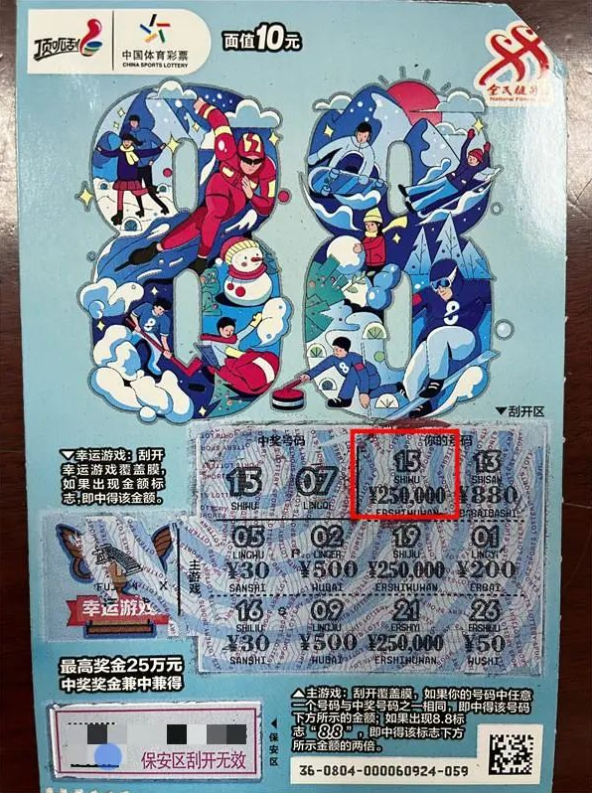 顶呱刮
中国体育彩票
CHINA SPORTS LOTTERY
面值10元
全民健身
▼刮开区
▼幸运游戏：刮开
幸运游戏覆盖膜，
如果出现金额标
志，即中得该金额。
中奖号码
你的号码
15 07 15 13
SHIWU LINGQI SHIWU SHISAN
¥250,000 ¥880
ERSHIWUWAN BABAIBASHI
主游戏
05 02 19 01
LINGWU LINGER SHIJIU LINGYI
¥30 ¥500 ¥250,000 ¥200
SANSHI WUBAI ERSHIWUWAN ERBAI
16 09 21 26
SHILIU LINGJIU ERSHIYI ERSHILIU
¥30 ¥500 ¥250,000 ¥50
SANSHI WUBAI ERSHIWUWAN WUSHI
幸运游戏
最高奖金25万元
中奖奖金兼中兼得
▲主游戏：刮开覆盖膜，如果你的号码中任意
一个号码与中奖号码之一相同，即中得该号码
下方所示的金额；如果出现8.8标
志“8.8”，即中得该标志下方
所示金额的两倍。
◀保安区
保安区刮开无效
36-0804-000060924-059